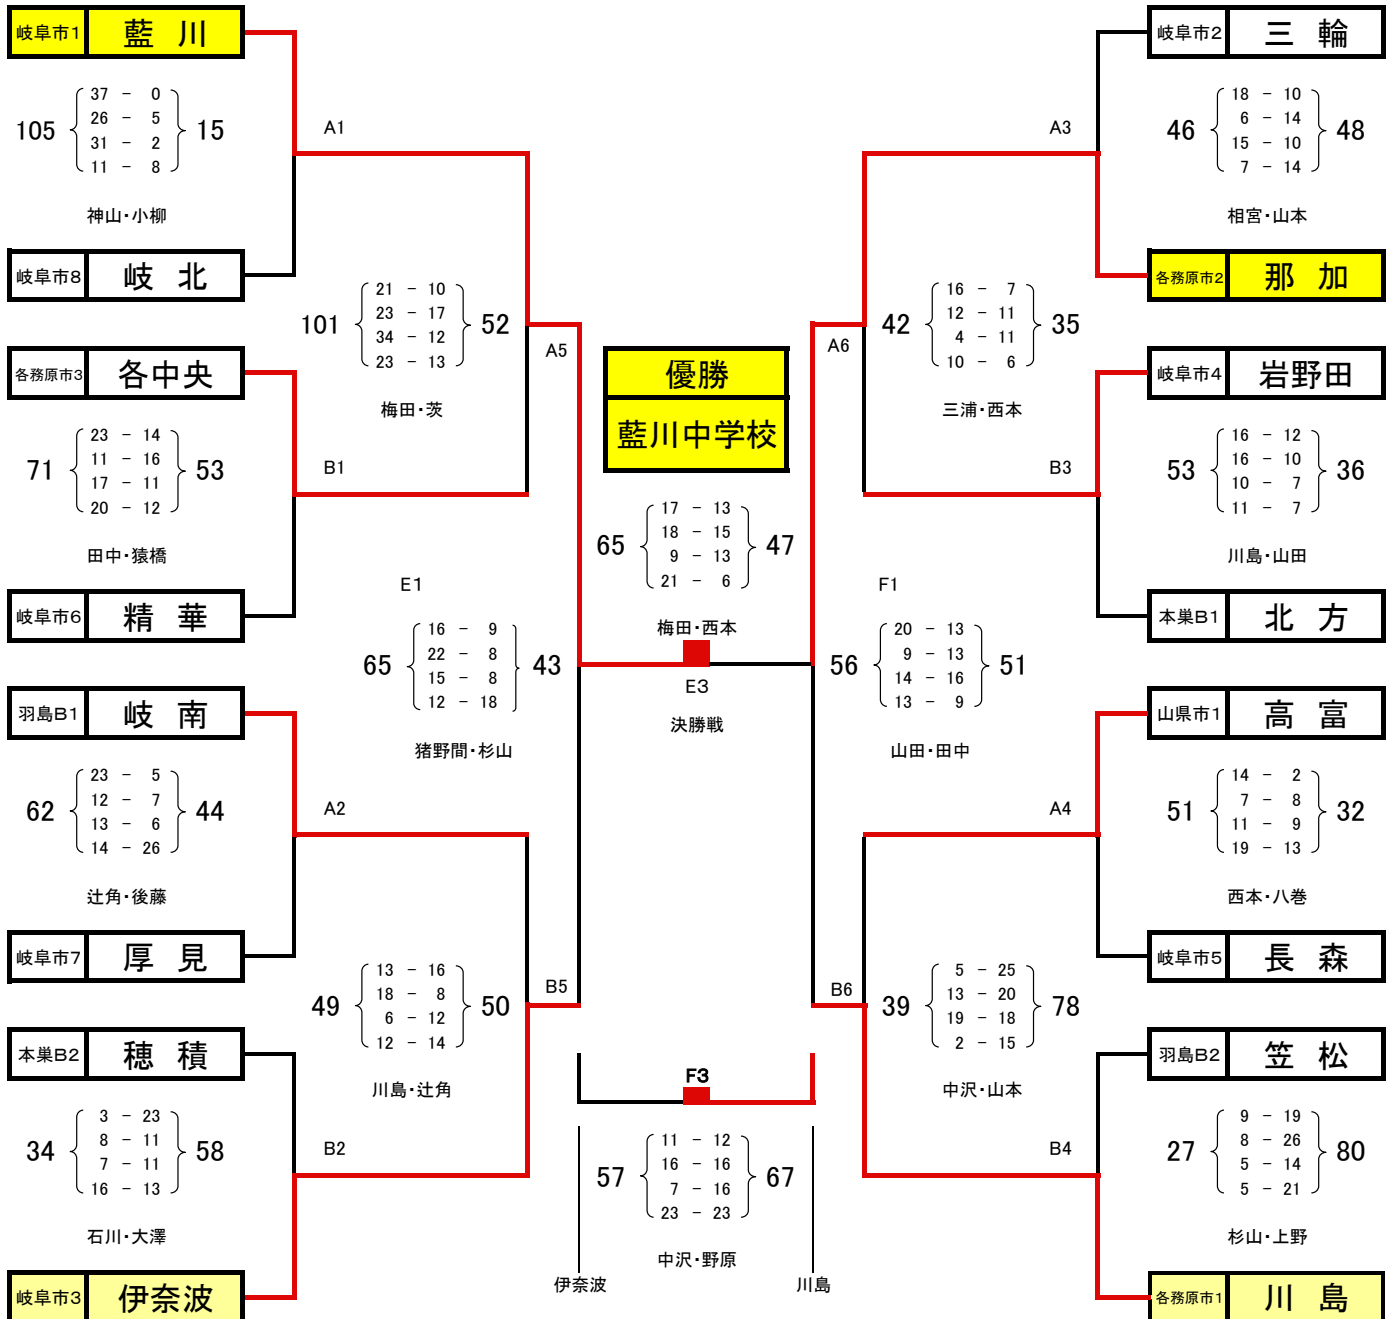 岐阜市1 藍 川
105 37 - 0 15
26 - 5
31 - 2
11 - 8
神山・小柳
A1
岐阜市8 岐 北
101 21 - 10 52
23 - 17
34 - 12
23 - 13
梅田・茨
A5
各務原市3 各中央
71 23 - 14 53
11 - 16
17 - 11
20 - 12
田中・猿橋
B1
岐阜市6 精 華
E1
65 16 - 9 43
22 - 8
15 - 8
12 - 18
猪野間・杉山
羽島B1 岐 南
62 23 - 5 44
12 - 7
13 - 6
14 - 26
辻角・後藤
A2
岐阜市7 厚 見
49 13 - 16 50
18 - 8
6 - 12
12 - 14
川島・辻角
B5
本巣B2 穂 積
34 3 - 23 58
8 - 11
7 - 11
16 - 13
石川・大澤
B2
岐阜市3 伊奈波
優勝
藍川中学校
65 17 - 13 47
18 - 15
9 - 13
21 - 6
梅田・西本
E3
決勝戦
F3
57 11 - 12 67
16 - 16
7 - 16
23 - 23
中沢・野原
伊奈波
川島
岐阜市2 三 輪
46 18 - 10 48
6 - 14
15 - 10
7 - 14
相宮・山本
A3
各務原市2 那 加
42 16 - 7 35
12 - 11
4 - 11
10 - 6
三浦・西本
A6
岐阜市4 岩野田
53 16 - 12 36
16 - 10
10 - 7
11 - 7
川島・山田
B3
本巣B1 北 方
F1
56 20 - 13 51
9 - 13
14 - 16
13 - 9
山田・田中
山県市1 高 富
51 14 - 2 32
7 - 8
11 - 9
19 - 13
西本・八巻
A4
岐阜市5 長 森
39 5 - 25 78
13 - 20
19 - 18
2 - 15
中沢・山本
B6
羽島B2 笠 松
27 9 - 19 80
8 - 26
5 - 14
5 - 21
杉山・上野
B4
各務原市1 川 島